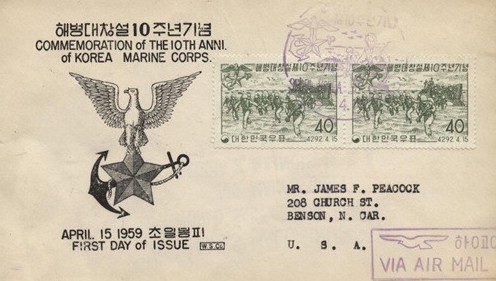 해병대창설10주년기념
COMMEMORATION of THE 10TH ANNI.
of KOREA MARINE CORPS.
APRIL 15 1959 초일봉피
FIRST DAY of ISSUE W.S.Co.
해병대창설제10주년기념
40
대한민국우표 4292.4.15
해병대창설제10주년기념
40
대한민국우표 4292.4.15
MR. JAMES F. PEACOCK
208 CHURCH ST.
BENSON, N. CAR.
U. S. A.
VIA AIR MAIL